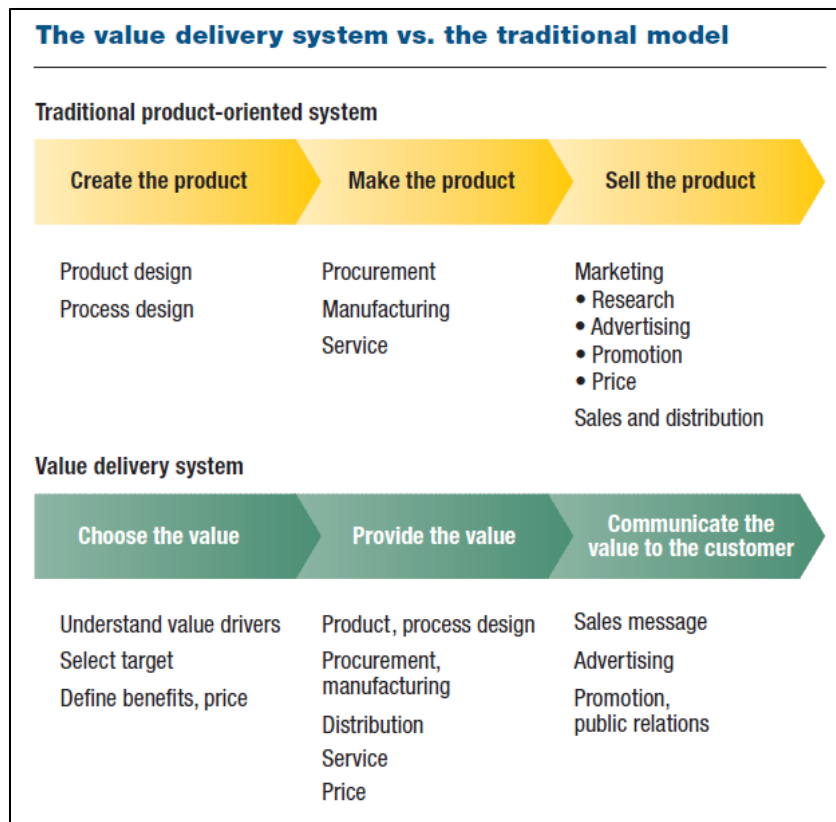 The value delivery system vs. the traditional model
Traditional product-oriented system
Create the product
Make the product
Sell the product
Product design
Process design
Procurement
Manufacturing
Service
Marketing
• Research
• Advertising
• Promotion
• Price
Sales and distribution
Value delivery system
Choose the value
Provide the value
Communicate the
value to the customer
Understand value drivers
Select target
Define benefits, price
Product, process design
Procurement,
manufacturing
Distribution
Service
Price
Sales message
Advertising
Promotion,
public relations